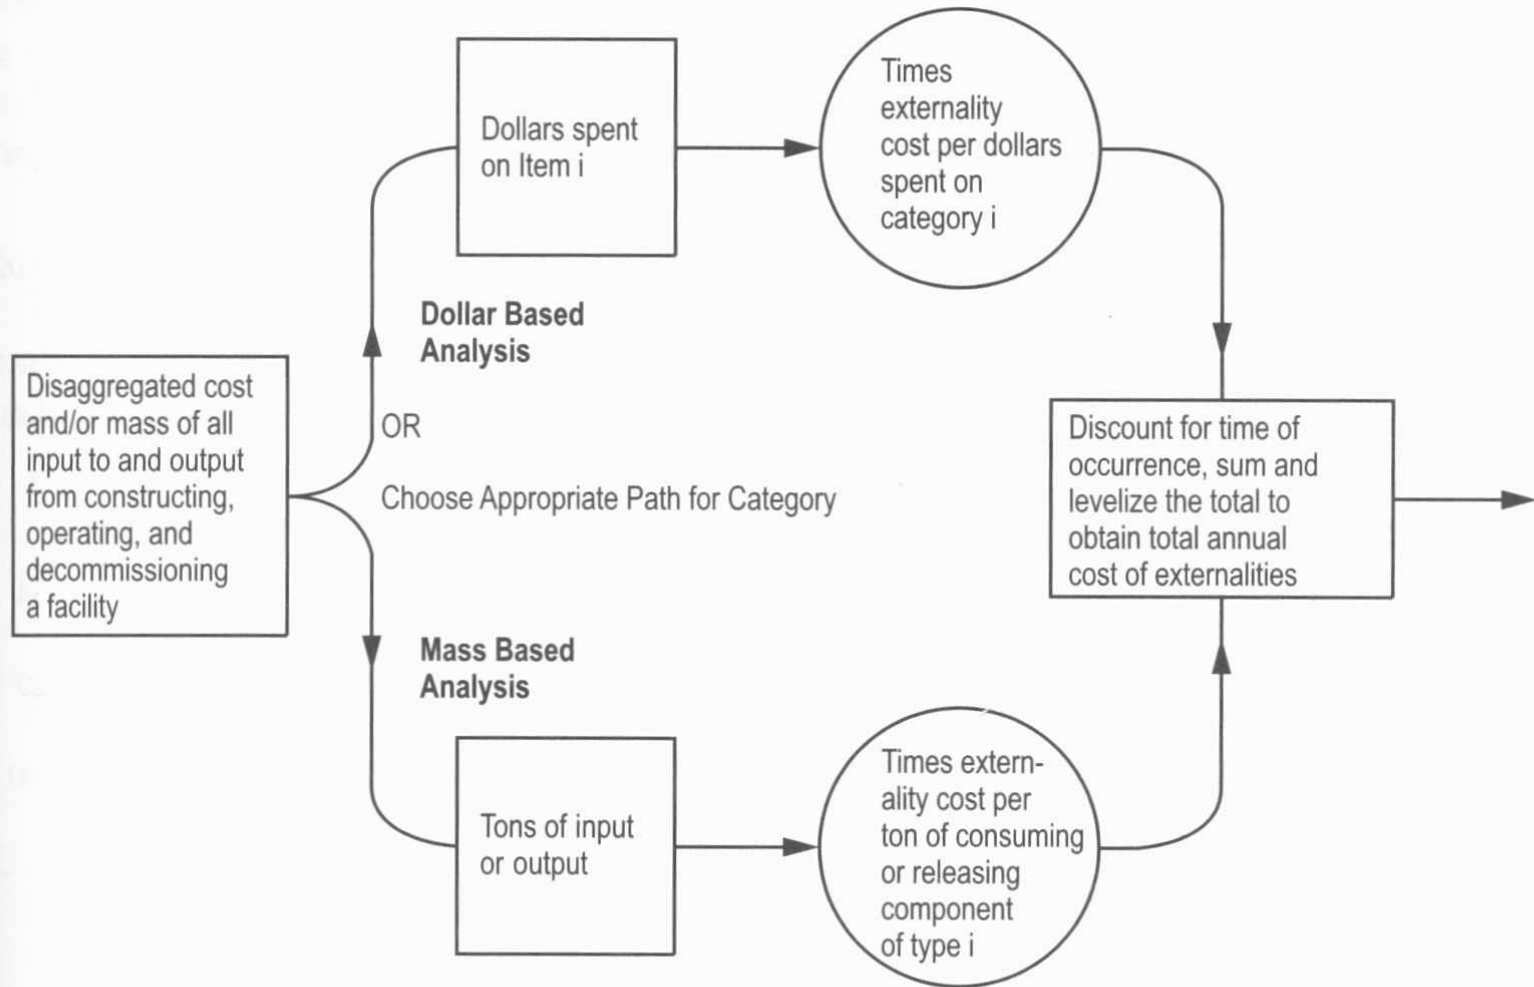 Disaggregated cost
and/or mass of all
input to and output
from constructing,
operating, and
decommissioning
a facility
Dollar Based
Analysis
OR
Choose Appropriate Path for Category
Mass Based
Analysis
Dollars spent
on Item i
Times
externality
cost per dollars
spent on
category i
Tons of input
or output
Times extern-
ality cost per
ton of consuming
or releasing
component
of type i
Discount for time of
occurrence, sum and
levelize the total to
obtain total annual
cost of externalities